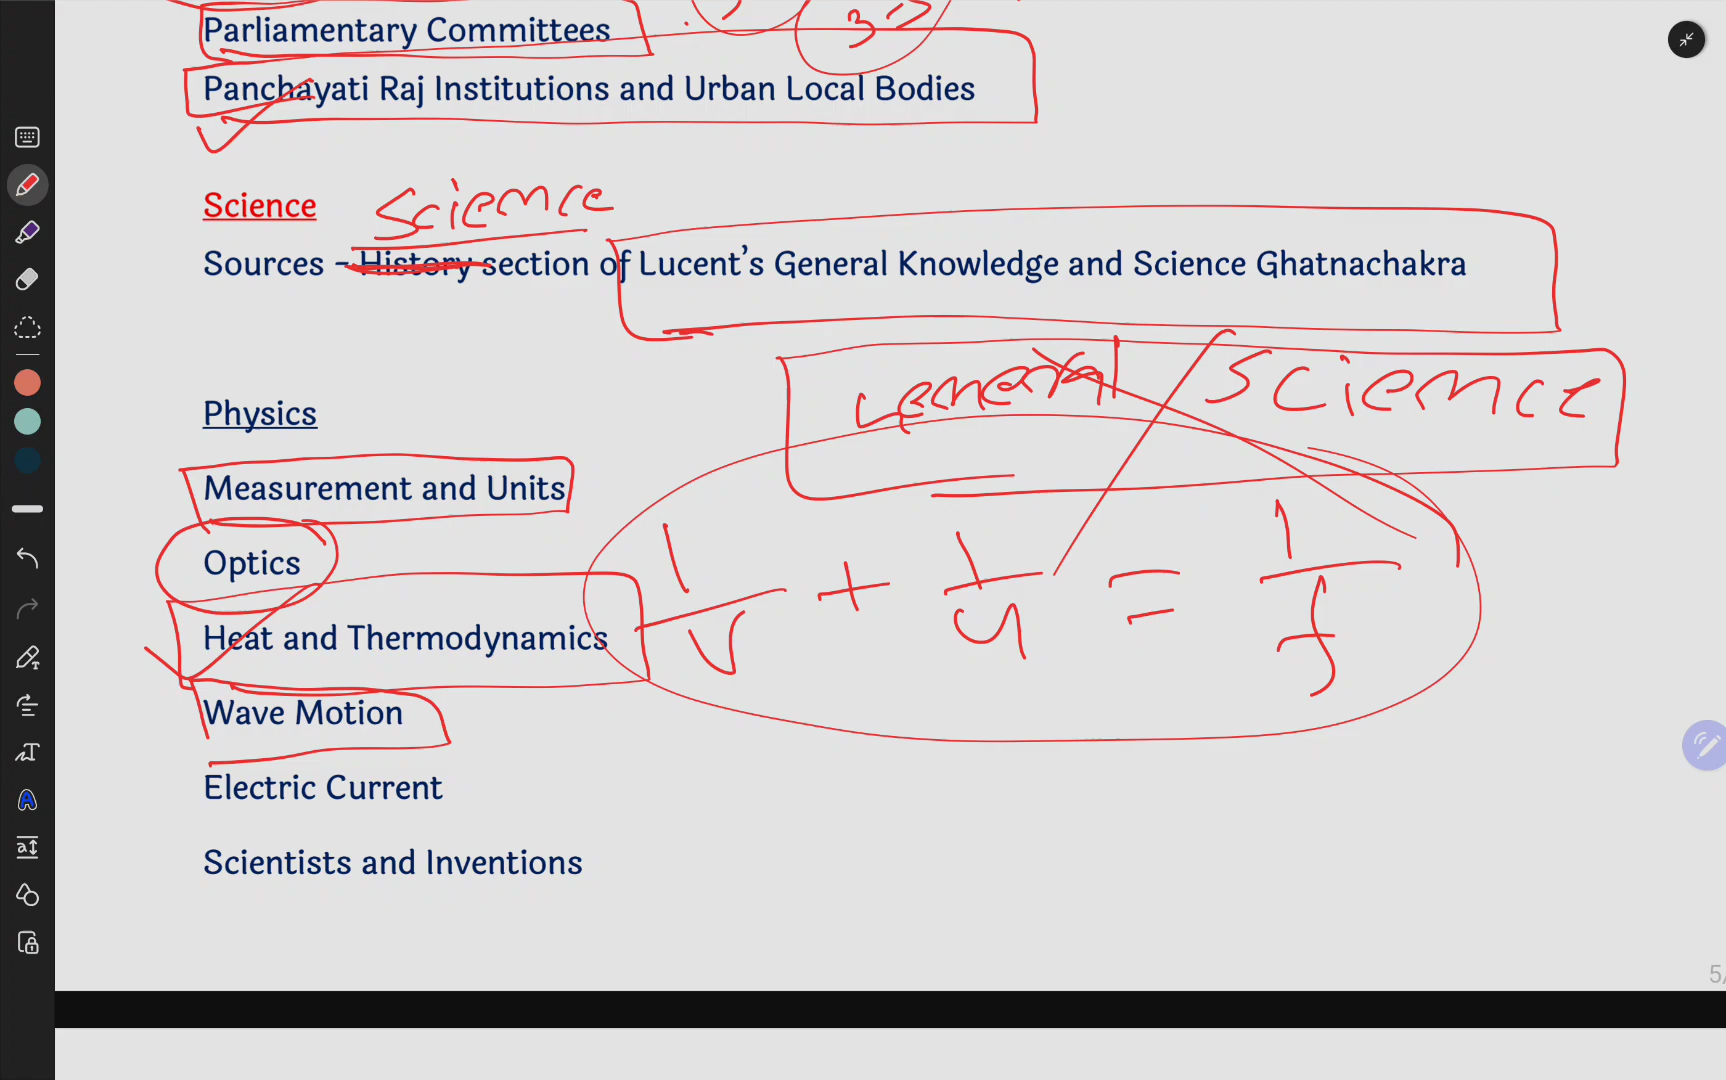 Parliamentary Committees
Panchayati Raj Institutions and Urban Local Bodies
Science
Science
Sources – History section of Lucent's General Knowledge and Science Ghatnachakra
General Science
Physics
Measurement and Units
Optics
1/v + 1/u = 1/f
Heat and Thermodynamics
Wave Motion
Electric Current
Scientists and Inventions